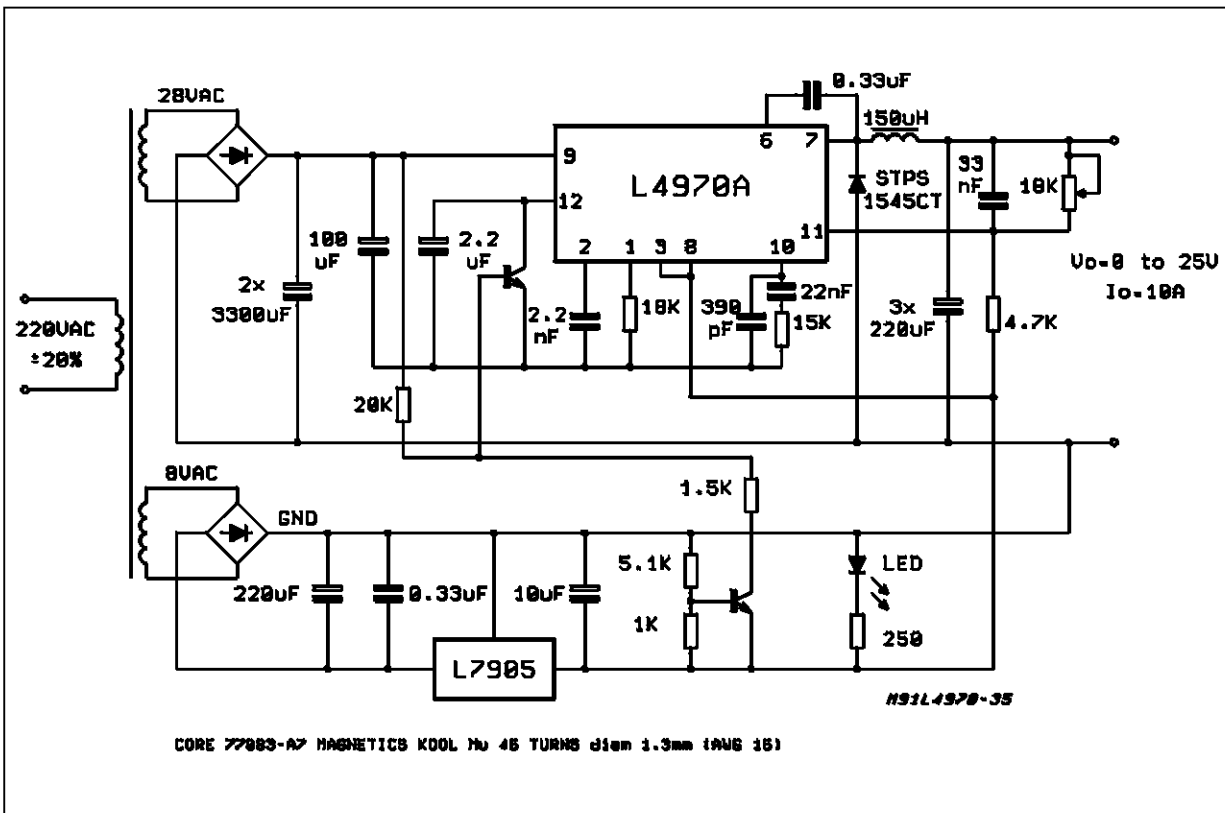 28VAC
0.33uF
150uH
6 7
9
L4970A
12
33
nF
STPS
1545CT
18K
11
100
uF
2.2
uF
2 1 3 8 10
Vo=0 to 25V
Io=10A
2x
3300uF
2.2
nF
18K
390
pF
22nF
15K
3x
220uF
4.7K
220VAC
±20%
20K
8VAC
1.5K
GND
5.1K
LED
220uF
0.33uF
10uF
1K
250
L7905
M91L4970-35
CORE 77083-A7 MAGNETICS KOOL Mu 45 TURNS diam 1.3mm (AWG 16)